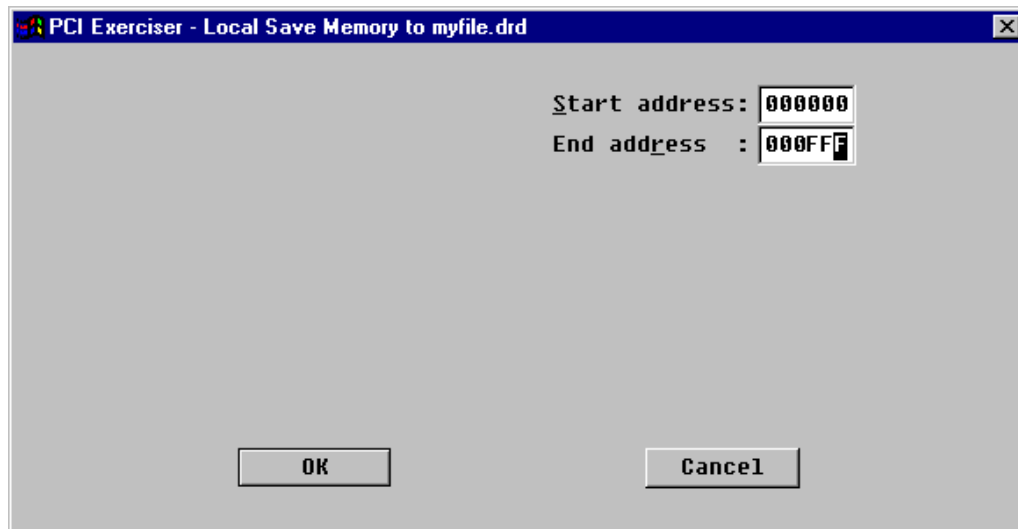 PCI Exerciser - Local Save Memory to myfile.drd
Start address: 000000
End address : 000FFF
OK
Cancel